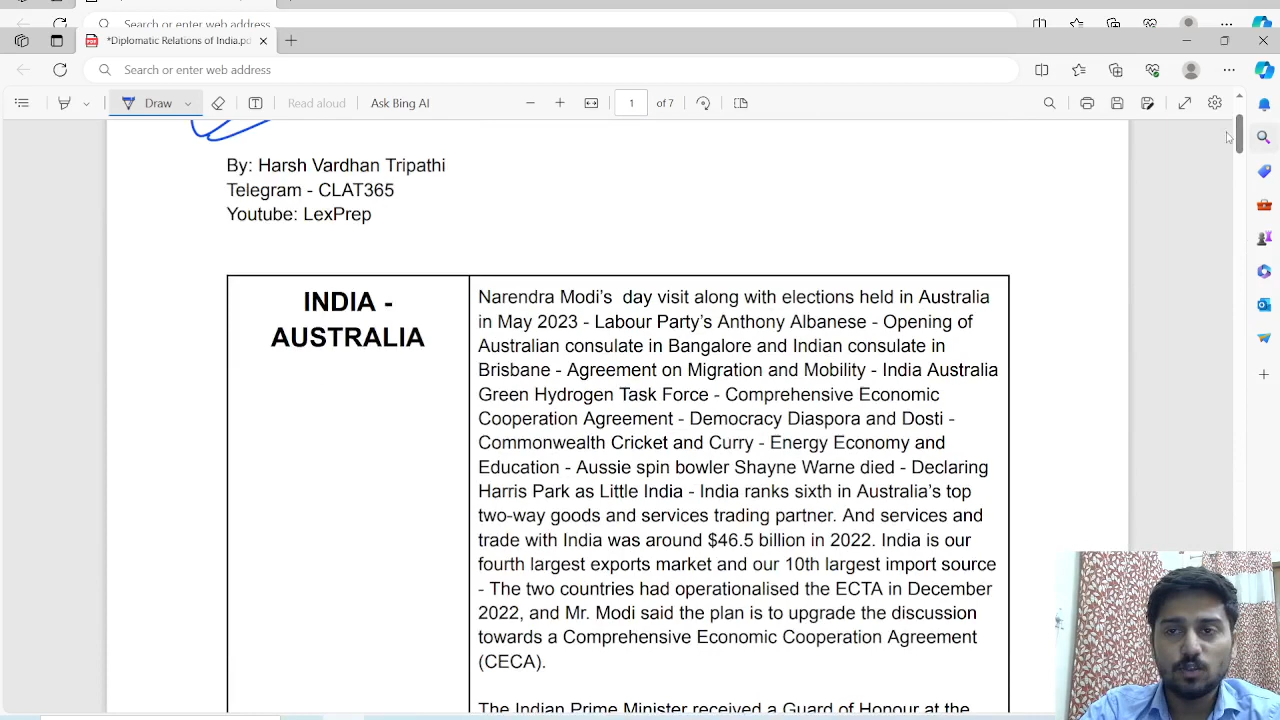 Search or enter web address
*Diplomatic Relations of India.pd
Search or enter web address
Draw
Read aloud
Ask Bing AI
1
of 7
By: Harsh Vardhan Tripathi
Telegram - CLAT365
Youtube: LexPrep
INDIA -
AUSTRALIA
Narendra Modi's  day visit along with elections held in Australia
in May 2023 - Labour Party's Anthony Albanese - Opening of
Australian consulate in Bangalore and Indian consulate in
Brisbane - Agreement on Migration and Mobility - India Australia
Green Hydrogen Task Force - Comprehensive Economic
Cooperation Agreement - Democracy Diaspora and Dosti -
Commonwealth Cricket and Curry - Energy Economy and
Education - Aussie spin bowler Shayne Warne died - Declaring
Harris Park as Little India - India ranks sixth in Australia's top
two-way goods and services trading partner. And services and
trade with India was around $46.5 billion in 2022. India is our
fourth largest exports market and our 10th largest import source
- The two countries had operationalised the ECTA in December
2022, and Mr. Modi said the plan is to upgrade the discussion
towards a Comprehensive Economic Cooperation Agreement
(CECA).
The Indian Prime Minister received a Guard of Honour at the